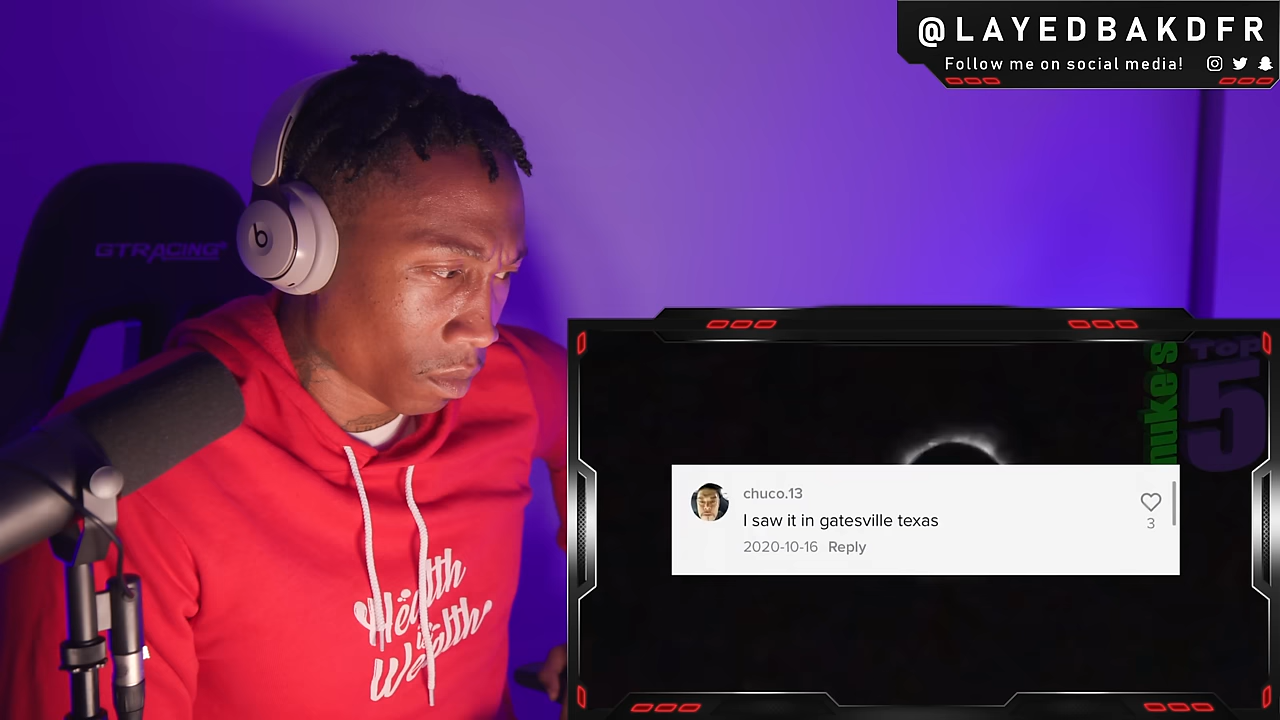 @LAYEDBAKDFR
Follow me on social media!
GTRACING
b
nuke's
TOP
5
chuco.13
I saw it in gatesville texas
3
2020-10-16 Reply
Health
is
Wealth